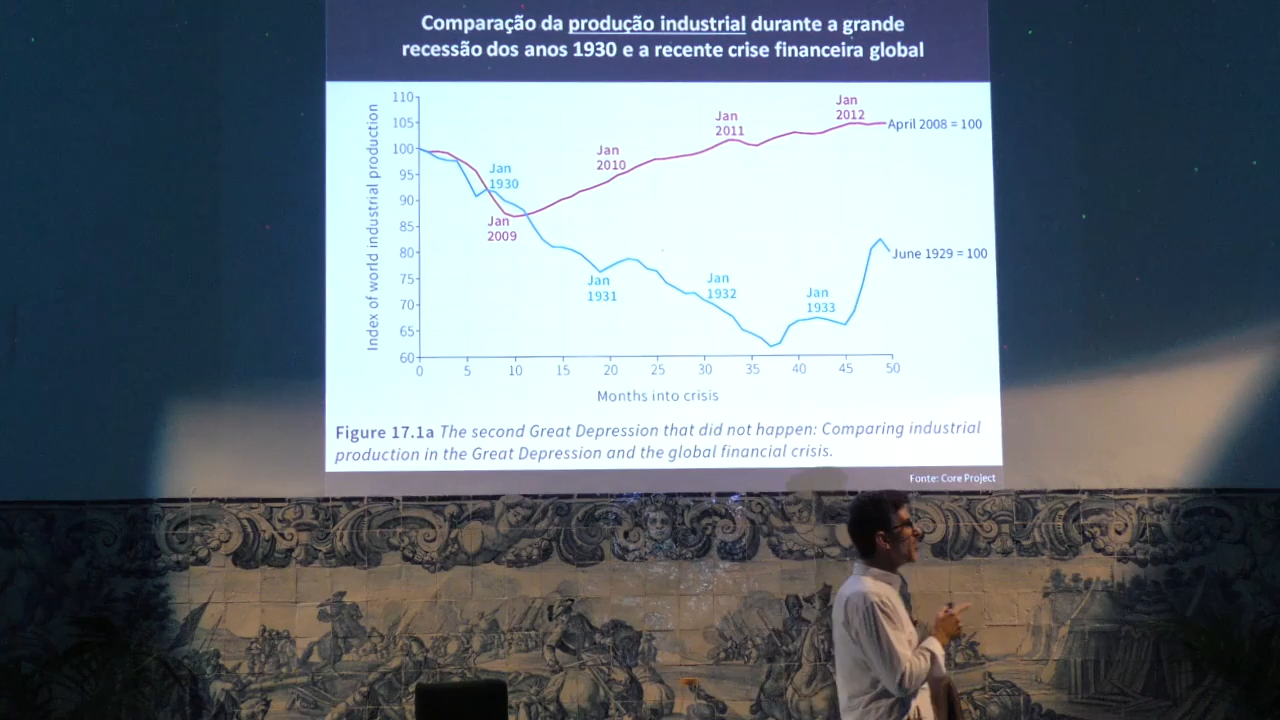 Comparação da produção industrial durante a grande
recessão dos anos 1930 e a recente crise financeira global
Index of world industrial production
110
105
100
95
90
85
80
75
70
65
60
0 5 10 15 20 25 30 35 40 45 50
Months into crisis
Jan
1930
Jan
2009
Jan
2010
Jan
2011
Jan
2012
April 2008 = 100
Jan
1931
Jan
1932
Jan
1933
June 1929 = 100
Figure 17.1a The second Great Depression that did not happen: Comparing industrial
production in the Great Depression and the global financial crisis.
Fonte: Core Project